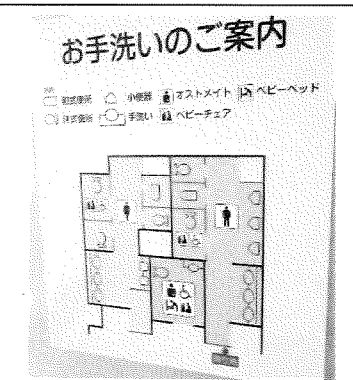 お手洗いのご案内
和式便所 小便器 オストメイト ベビーベッド
洋式便所 手洗い ベビーチェア